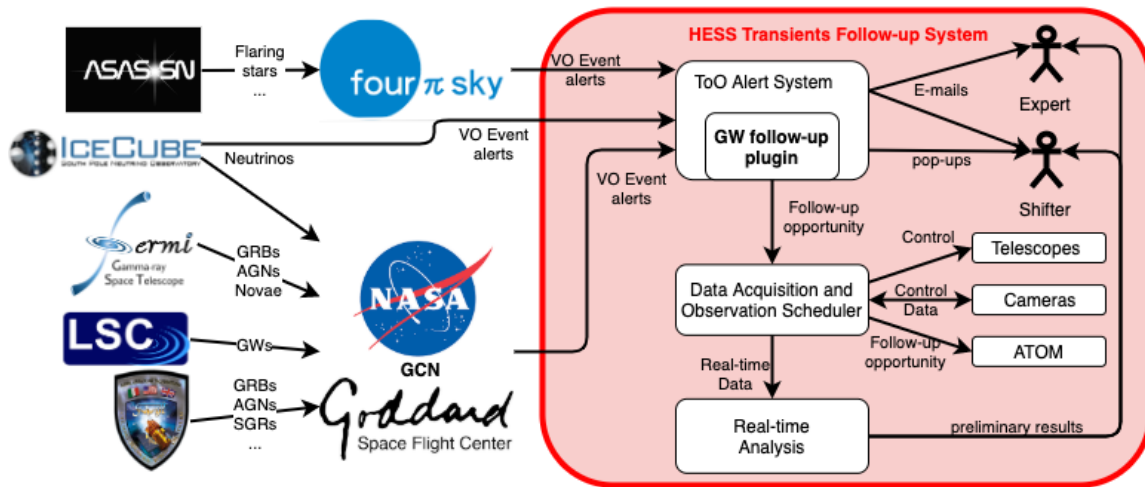 HESS Transients Follow-up System
ASAS-SN
Flaring
stars
...
four π sky
VO Event
alerts
ToO Alert System
GW follow-up
plugin
E-mails
Expert
pop-ups
Shifter
ICECUBE
SOUTH POLE NEUTRINO OBSERVATORY
Neutrinos
VO Event
alerts
VO Event
alerts
Fermi
Gamma-ray
Space Telescope
GRBs
AGNs
Novae
NASA
GCN
LSC
GWs
GRBs
AGNs
SGRs
...
Goddard
Space Flight Center
Follow-up
opportunity
Data Acquisition and
Observation Scheduler
Control
Telescopes
Control
Data
Cameras
Follow-up
opportunity
ATOM
Real-time
Data
Real-time
Analysis
preliminary results